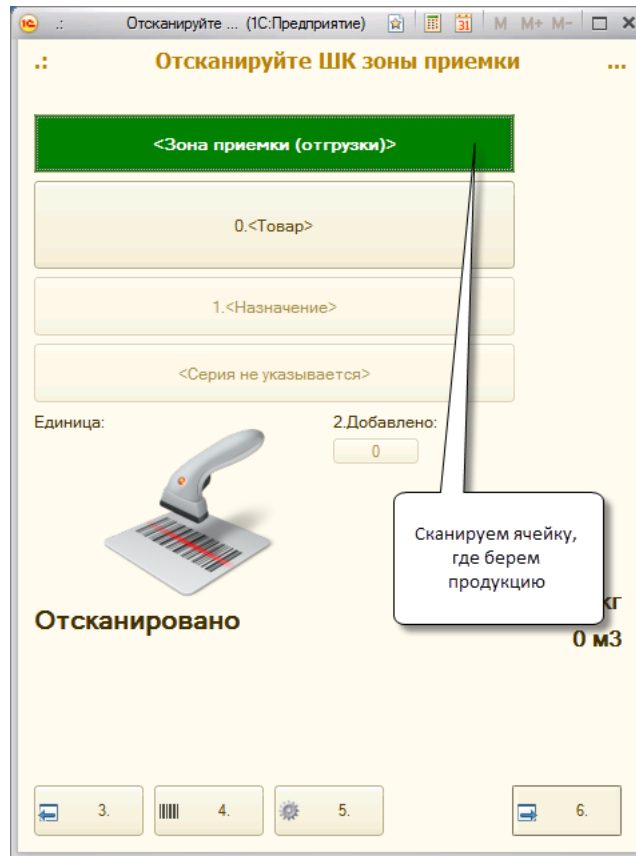 .: Отсканируйте ... (1С:Предприятие) 31 M M+ M-
.: Отсканируйте ШК зоны приемки ...
<Зона приемки (отгрузки)>
0.<Товар>
1.<Назначение>
<Серия не указывается>
Единица: 2.Добавлено:
0
Сканируем ячейку,
где берем
продукцию
кг
Отсканировано
0 м3
3. 4. 5. 6.